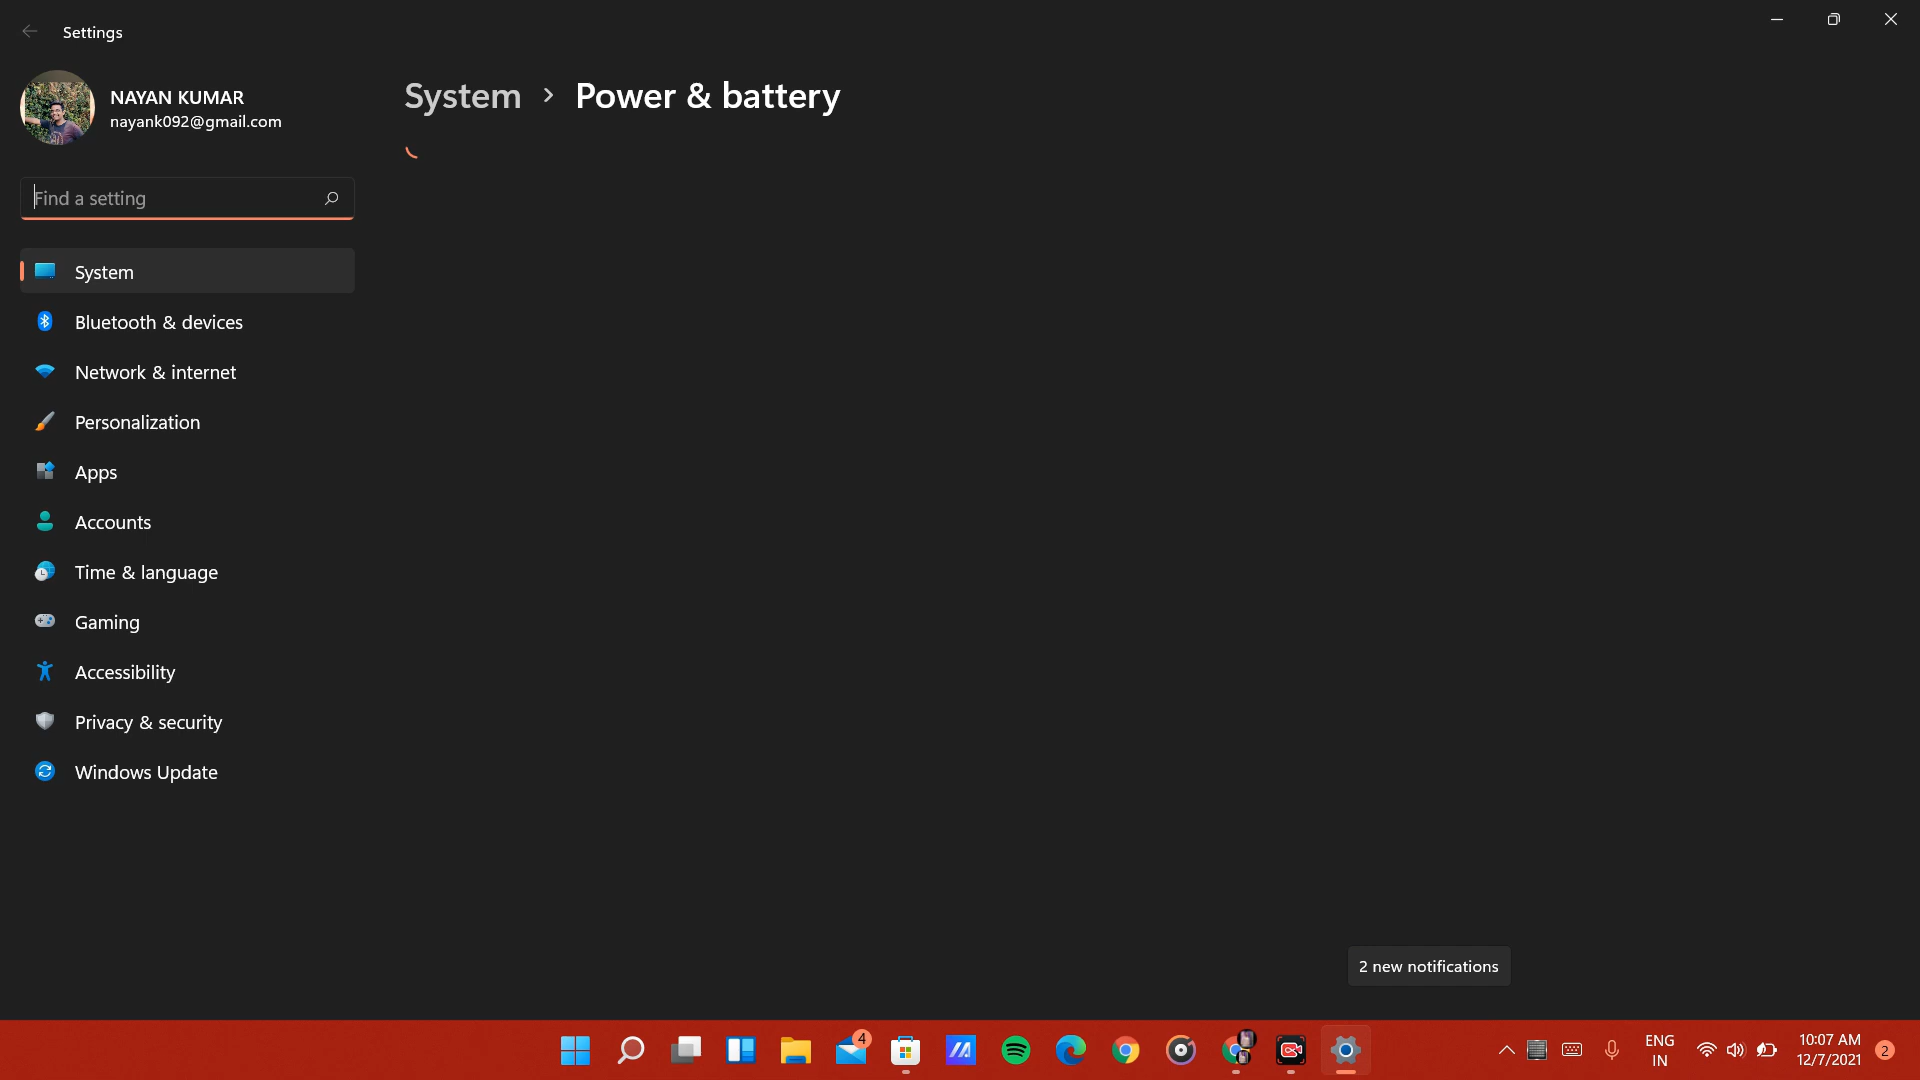 Settings
NAYAN KUMAR
nayank092@gmail.com
System > Power & battery
Find a setting
System
Bluetooth & devices
Network & internet
Personalization
Apps
Accounts
Time & language
Gaming
Accessibility
Privacy & security
Windows Update
2 new notifications
4
ENG
IN
10:07 AM
12/7/2021
2